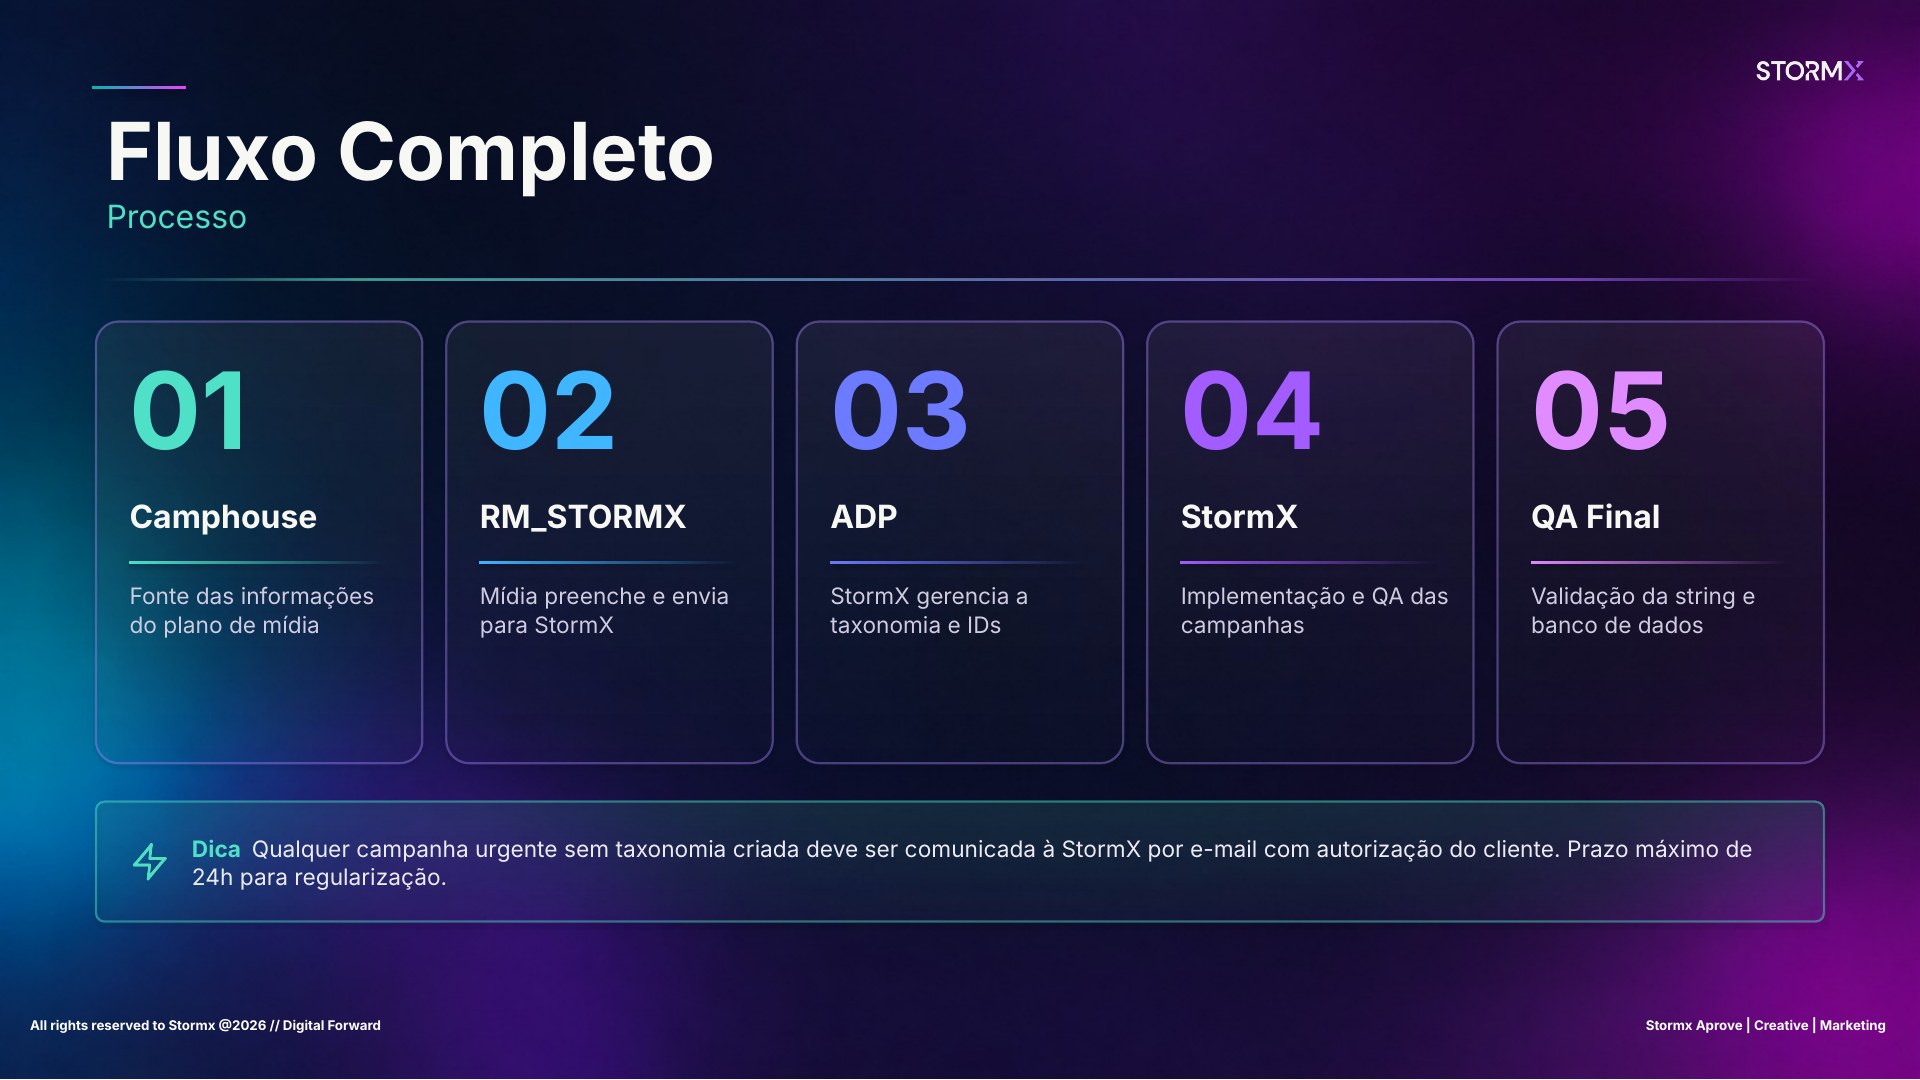 STORMX
Fluxo Completo
Processo
01
Camphouse
Fonte das informações
do plano de mídia
02
RM_STORMX
Mídia preenche e envia
para StormX
03
ADP
StormX gerencia a
taxonomia e IDs
04
StormX
Implementação e QA das
campanhas
05
QA Final
Validação da string e
banco de dados
Dica Qualquer campanha urgente sem taxonomia criada deve ser comunicada à StormX por e-mail com autorização do cliente. Prazo máximo de
24h para regularização.
All rights reserved to Stormx @2026 // Digital Forward
Stormx Aprove | Creative | Marketing